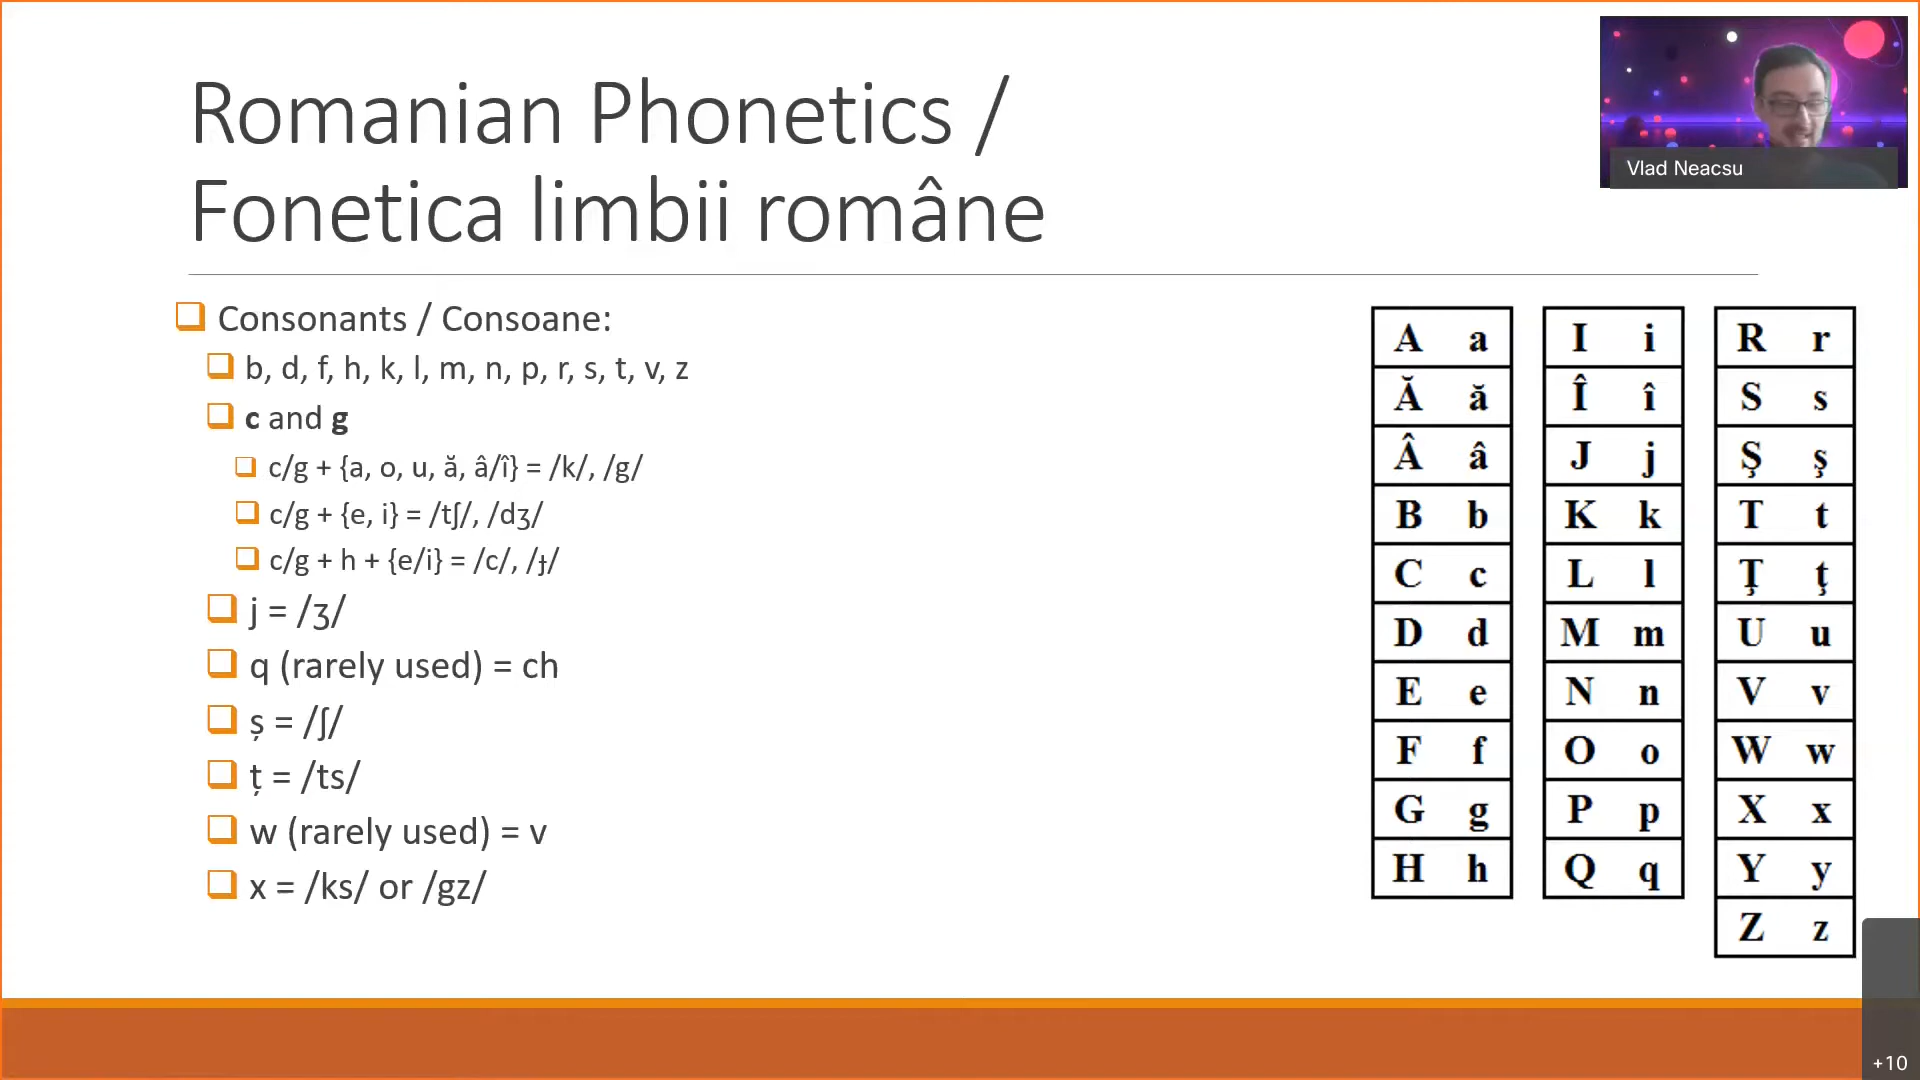 Romanian Phonetics /
Fonetica limbii române
Vlad Neacsu
Consonants / Consoane:
b, d, f, h, k, l, m, n, p, r, s, t, v, z
c and g
c/g + {a, o, u, ă, â/î} = /k/, /g/
c/g + {e, i} = /tʃ/, /dʒ/
c/g + h + {e/i} = /c/, /ɟ/
j = /ʒ/
q (rarely used) = ch
ș = /ʃ/
ț = /ts/
w (rarely used) = v
x = /ks/ or /gz/
A a
Ă ă
Â â
B b
C c
D d
E e
F f
G g
H h
I i
Î î
J j
K k
L l
M m
N n
O o
P p
Q q
R r
S s
Ş ş
T t
Ţ ţ
U u
V v
W w
X x
Y y
Z z
+10